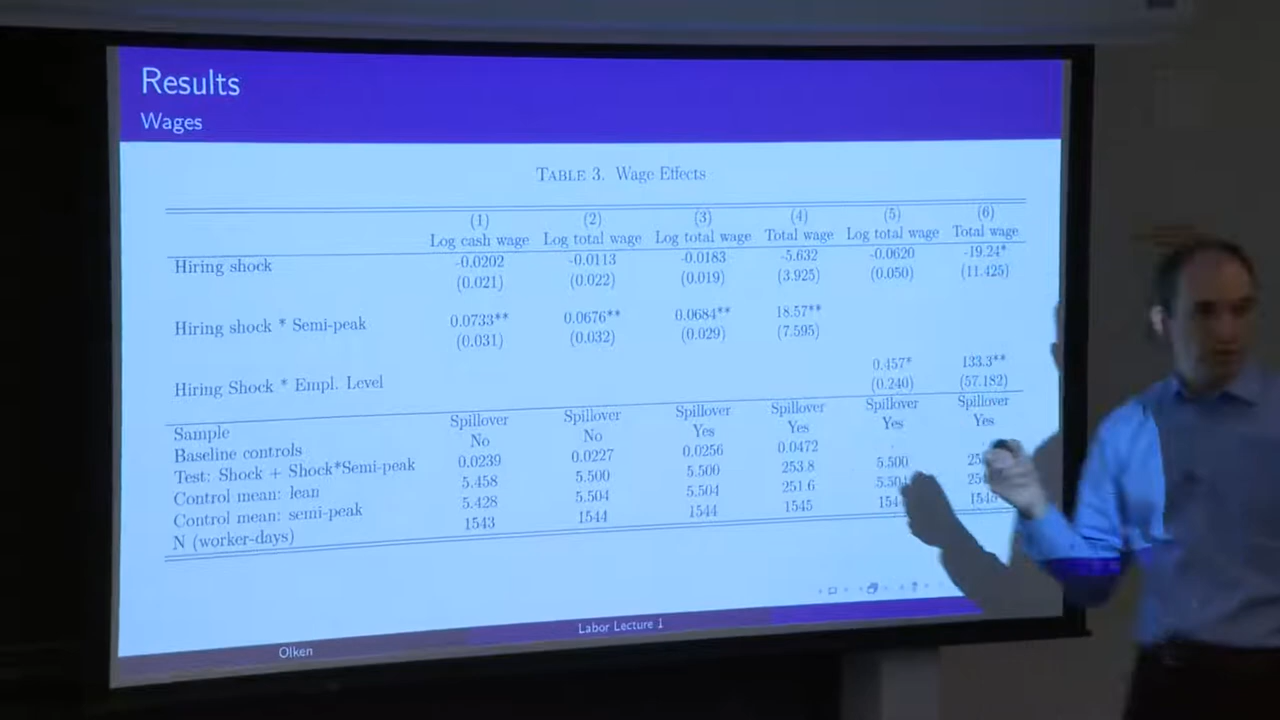 Results
Wages
TABLE 3. Wage Effects
(1) (2) (3) (4) (5) (6)
Log cash wage Log total wage Log total wage Total wage Log total wage Total wage
Hiring shock -0.0202 -0.0113 -0.0183 -5.632 -0.0620 -19.24*
(0.021) (0.022) (0.019) (3.925) (0.050) (11.425)
Hiring shock * Semi-peak 0.0733** 0.0676** 0.0684** 18.57**
(0.031) (0.032) (0.029) (7.595)
Hiring Shock * Empl. Level 0.457* 133.3**
(0.240) (57.182)
Sample Spillover Spillover Spillover Spillover Spillover Spillover
Baseline controls No No Yes Yes Yes Yes
Test: Shock + Shock*Semi-peak 0.0239 0.0227 0.0256 0.0472 . .
Control mean: lean 5.458 5.500 5.500 253.8 5.500
Control mean: semi-peak 5.428 5.504 5.504 251.6 5.504
N (worker-days) 1543 1544 1544 1545
Olken
Labor Lecture 1